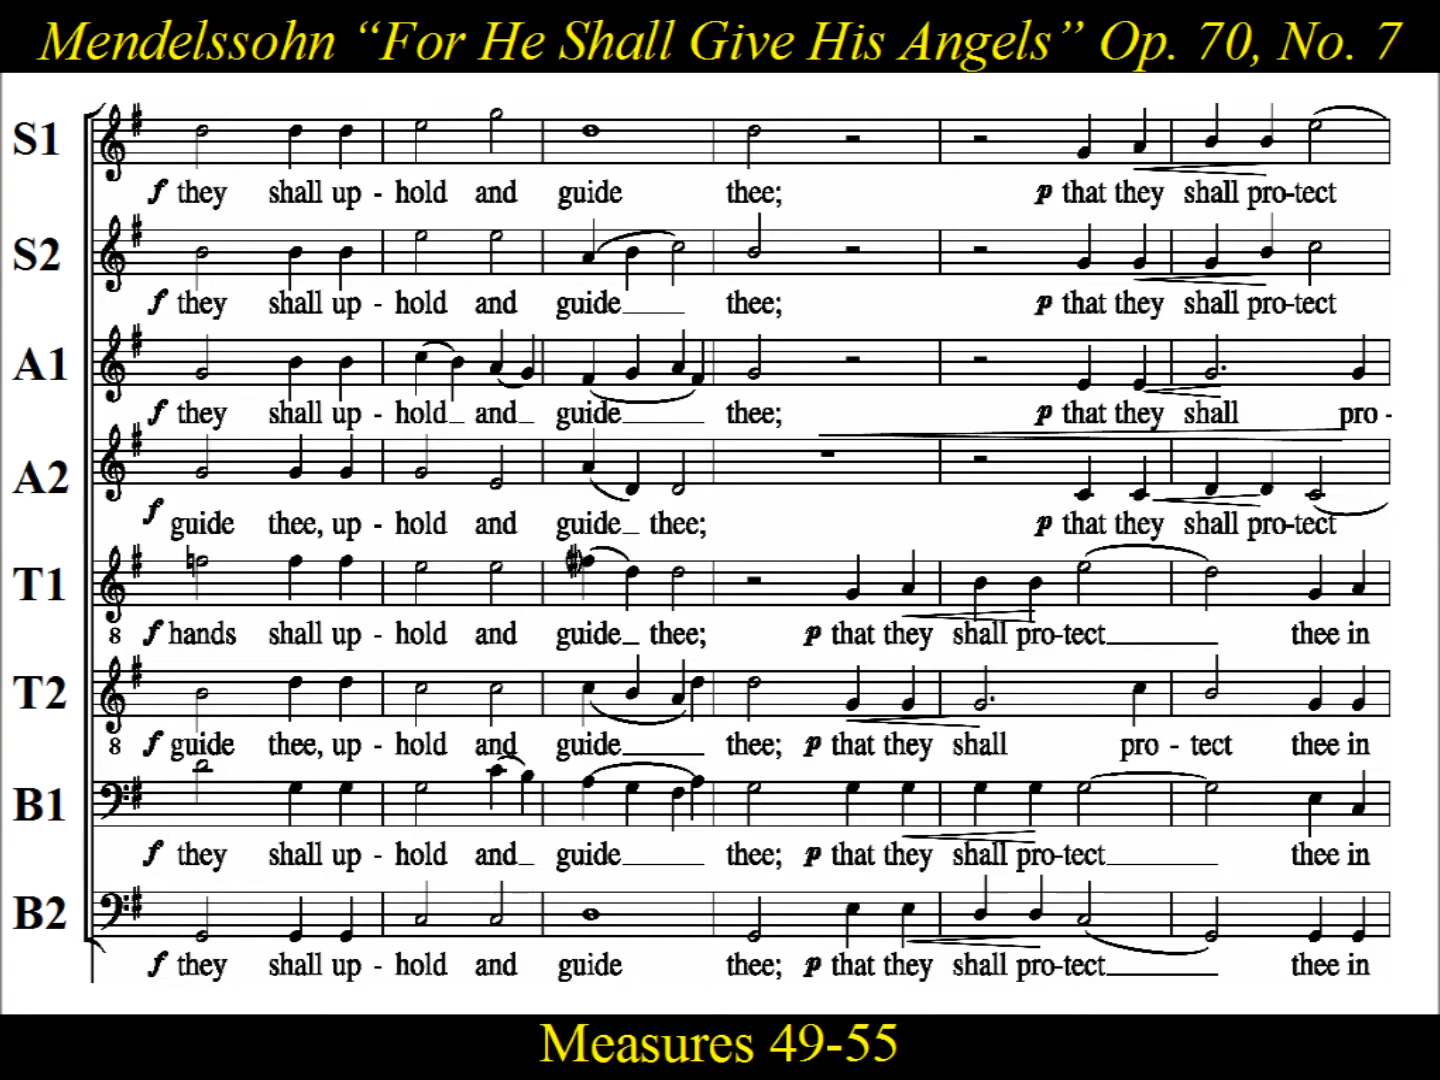 Mendelssohn “For He Shall Give His Angels” Op. 70, No. 7
S1
f they shall up - hold and guide thee; p that they shall pro-tect
S2
f they shall up - hold and guide thee; p that they shall pro-tect
A1
f they shall up - hold and guide thee; p that they shall pro -
A2
f guide thee, up - hold and guide thee; p that they shall pro-tect
T1
8 f hands shall up - hold and guide thee; p that they shall pro-tect thee in
T2
8 f guide thee, up - hold and guide thee; p that they shall pro - tect thee in
B1
f they shall up - hold and guide thee; p that they shall pro-tect thee in
B2
f they shall up - hold and guide thee; p that they shall pro-tect thee in
Measures 49-55